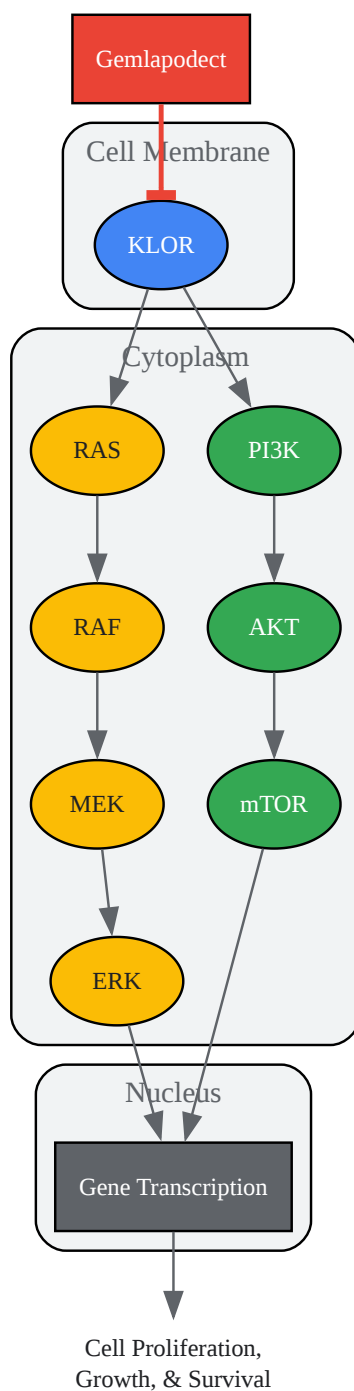 Gemlapodect
Cell Membrane
KLOR
Cytoplasm
RAS
PI3K
RAF
AKT
MEK
mTOR
ERK
Nucleus
Gene Transcription
Cell Proliferation,
Growth, & Survival